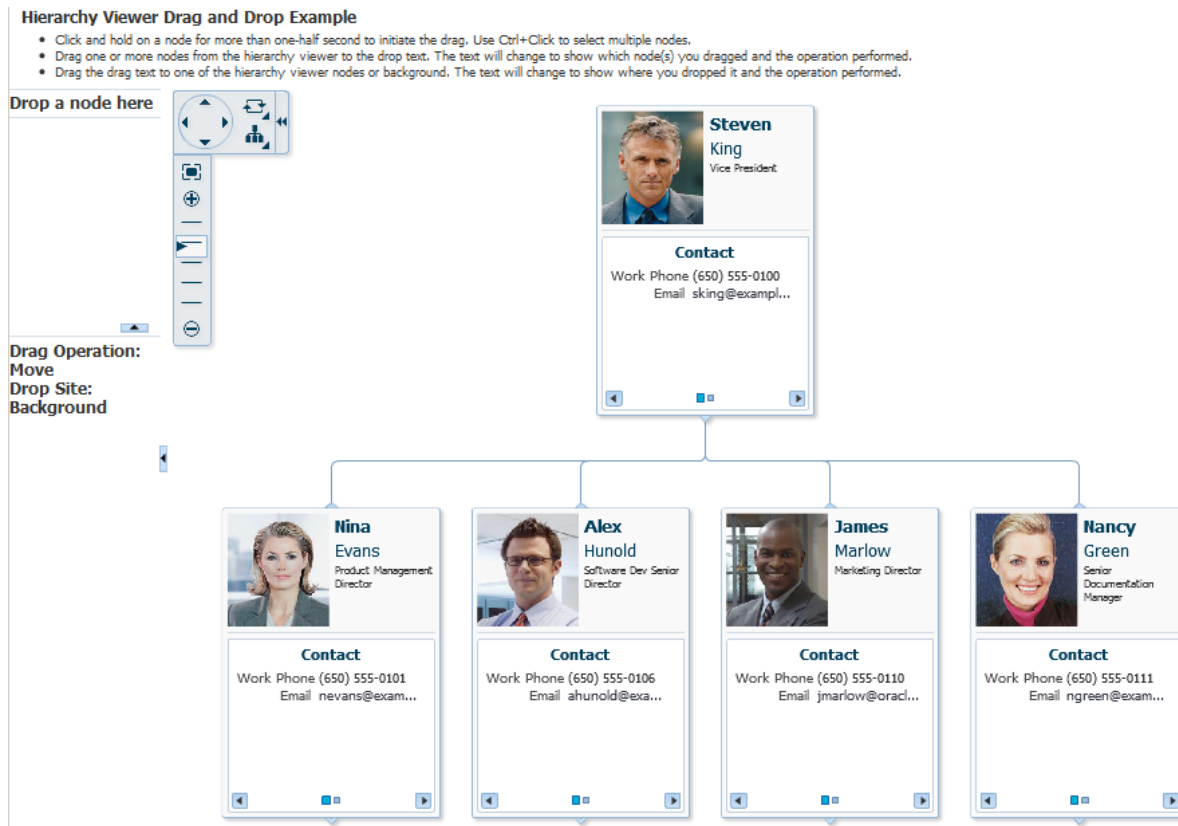 Hierarchy Viewer Drag and Drop Example
• Click and hold on a node for more than one-half second to initiate the drag. Use Ctrl+Click to select multiple nodes.
• Drag one or more nodes from the hierarchy viewer to the drop text. The text will change to show which node(s) you dragged and the operation performed.
• Drag the drag text to one of the hierarchy viewer nodes or background. The text will change to show where you dropped it and the operation performed.
Drop a node here
Drag Operation:
Move
Drop Site:
Background
Steven
King
Vice President
Contact
Work Phone (650) 555-0100
Email sking@exampl...
Nina
Evans
Product Management
Director
Contact
Work Phone (650) 555-0101
Email nevans@exam...
Alex
Hunold
Software Dev Senior
Director
Contact
Work Phone (650) 555-0106
Email ahunold@exa...
James
Marlow
Marketing Director
Contact
Work Phone (650) 555-0110
Email jmarlow@oracl...
Nancy
Green
Senior
Documentation
Manager
Contact
Work Phone (650) 555-0111
Email ngreen@exam...